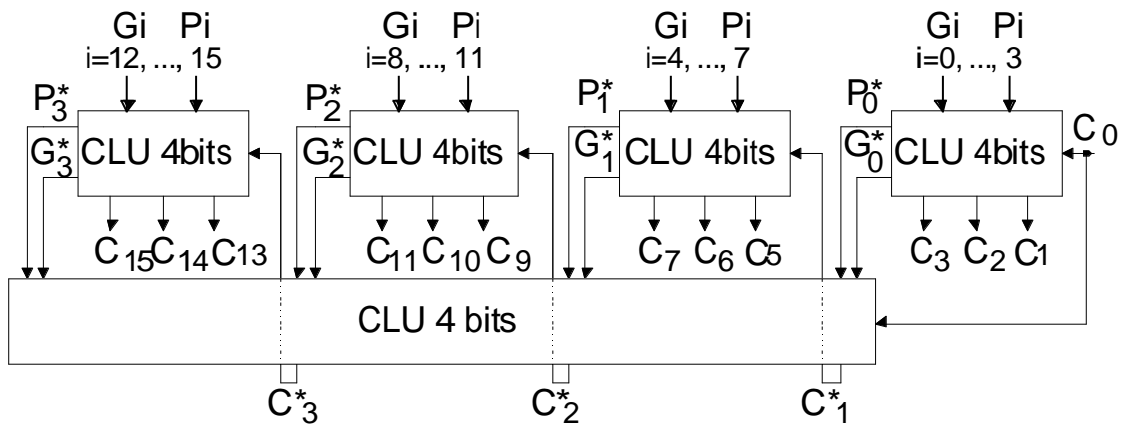 Gi Pi Gi Pi Gi Pi Gi Pi
i=12, ..., 15 i=8, ..., 11 i=4, ..., 7 i=0, ..., 3
P*3 P*2 P*1 P*0 C0
G*3 CLU 4bits G*2 CLU 4bits G*1 CLU 4bits G*0 CLU 4bits
C15 C14 C13 C11 C10 C9 C7 C6 C5 C3 C2 C1
CLU 4 bits
C*3 C*2 C*1